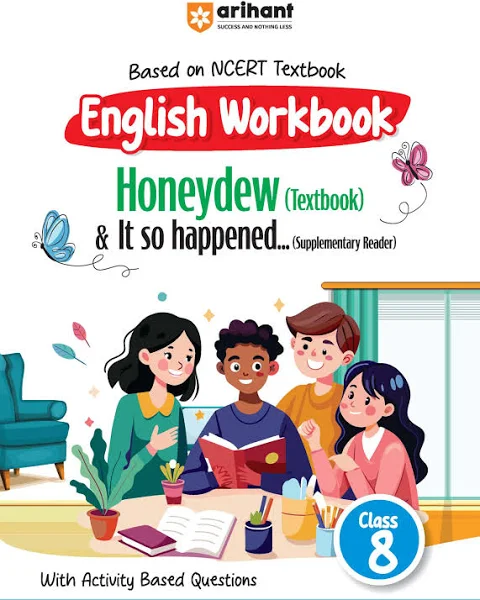 arihant
SUCCESS AND NOTHING LESS
Based on NCERT Textbook
English Workbook
Honeydew (Textbook)
& It so happened... (Supplementary Reader)
Class
8
With Activity Based Questions